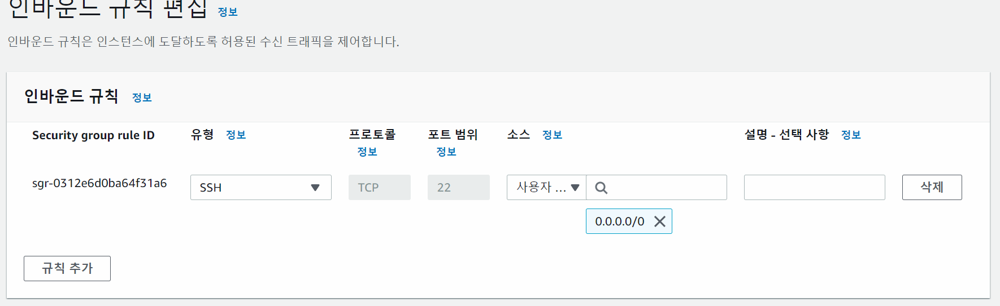 인바운드 규칙 편집 정보
인바운드 규칙은 인스턴스에 도달하도록 허용된 수신 트래픽을 제어합니다.
인바운드 규칙 정보
Security group rule ID 유형 정보 프로토콜 정보 포트 범위 정보 소스 정보 설명 - 선택 사항 정보
sgr-0312e6d0ba64f31a6 SSH TCP 22 사용자 ... 삭제
0.0.0.0/0
규칙 추가